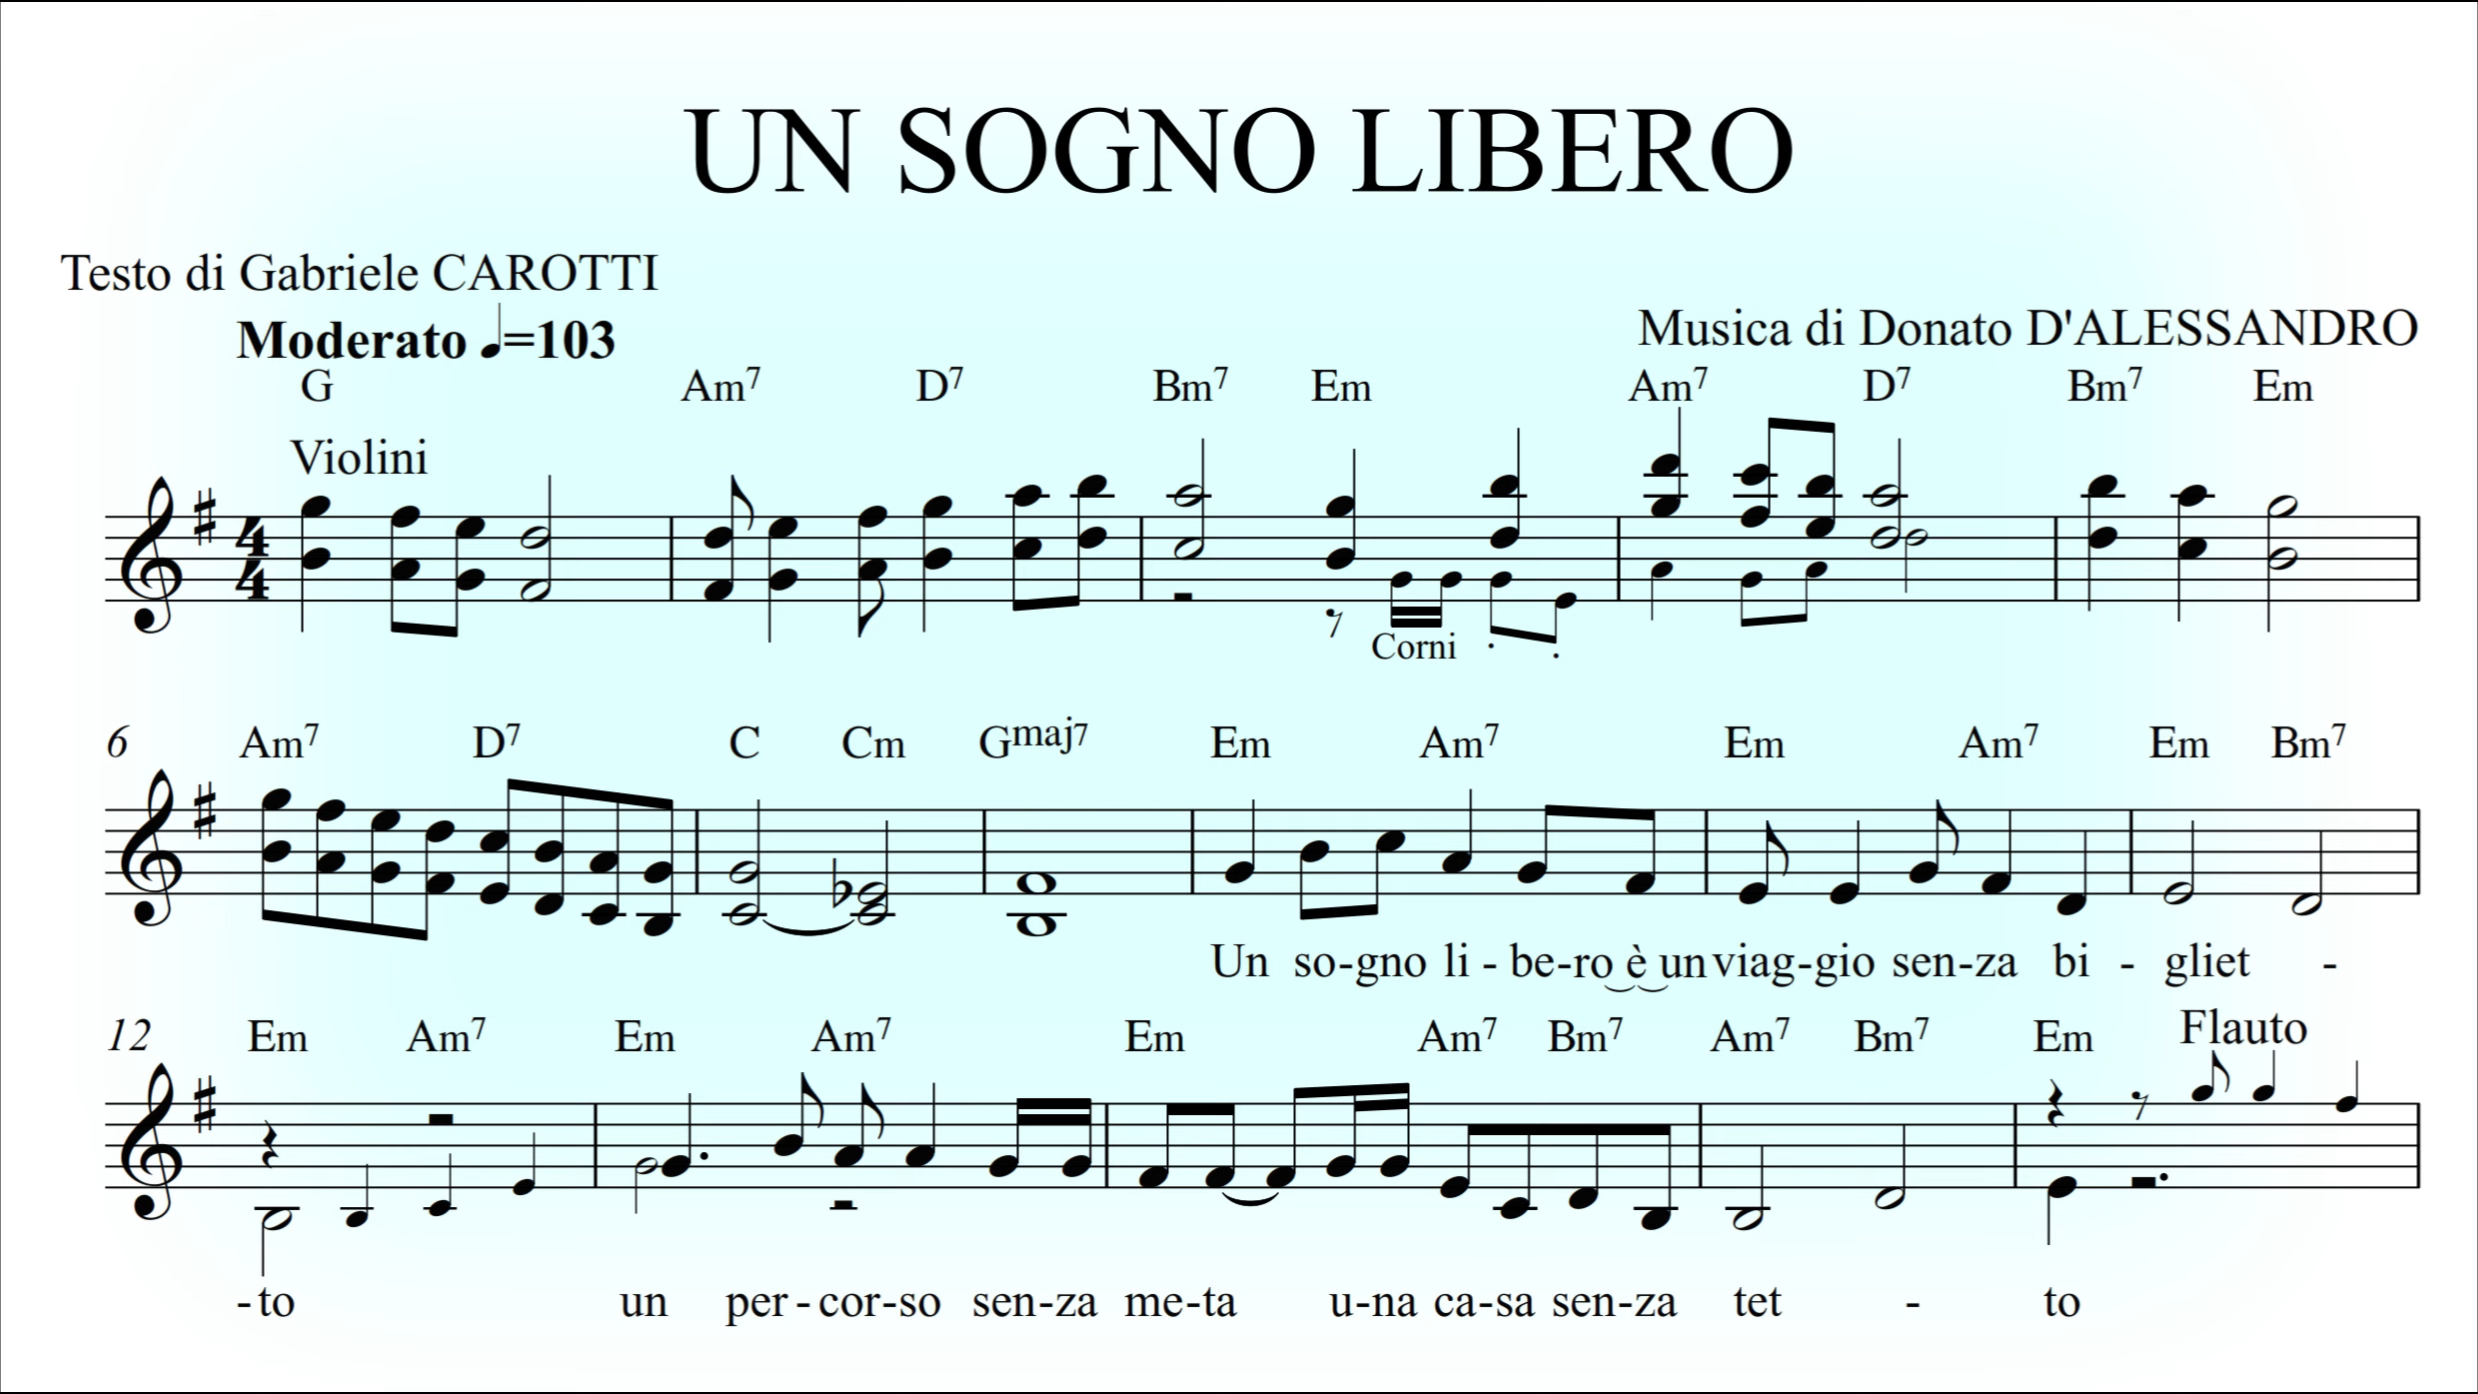 UN SOGNO LIBERO
Testo di Gabriele CAROTTI
Moderato ♩=103
Musica di Donato D'ALESSANDRO
G Am7 D7 Bm7 Em Am7 D7 Bm7 Em
Violini
4
4
Corni
6 Am7 D7 C Cm Gmaj7 Em Am7 Em Am7 Em Bm7
Un so-gno li - be-ro è un viag-gio sen-za bi - gliet -
12 Em Am7 Em Am7 Em Am7 Bm7 Am7 Bm7 Em Flauto
-to un per-cor-so sen-za me-ta u-na ca-sa sen-za tet - to